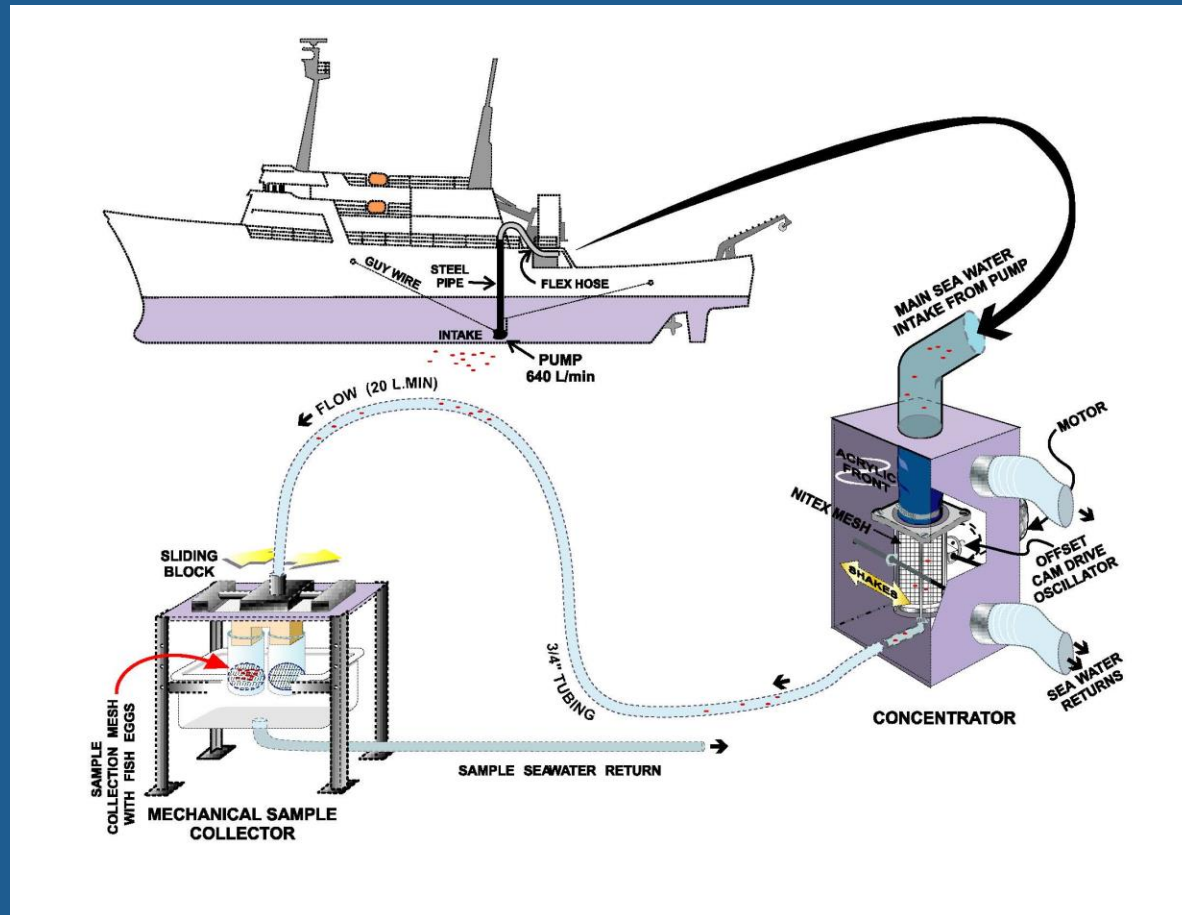 GUY WIRE
STEEL
PIPE
FLEX HOSE
INTAKE
PUMP
640 L/min
MAIN SEA WATER
INTAKE FROM PUMP
FLOW (20 L.MIN)
MOTOR
ACRYLIC
FRONT
NITEX MESH
SHAKES
OFFSET
CAM DRIVE
OSCILLATOR
SLIDING
BLOCK
3/4" TUBING
SEA WATER
RETURNS
CONCENTRATOR
SAMPLE
COLLECTION MESH
WITH FISH EGGS
SAMPLE SEAWATER RETURN
MECHANICAL SAMPLE
COLLECTOR